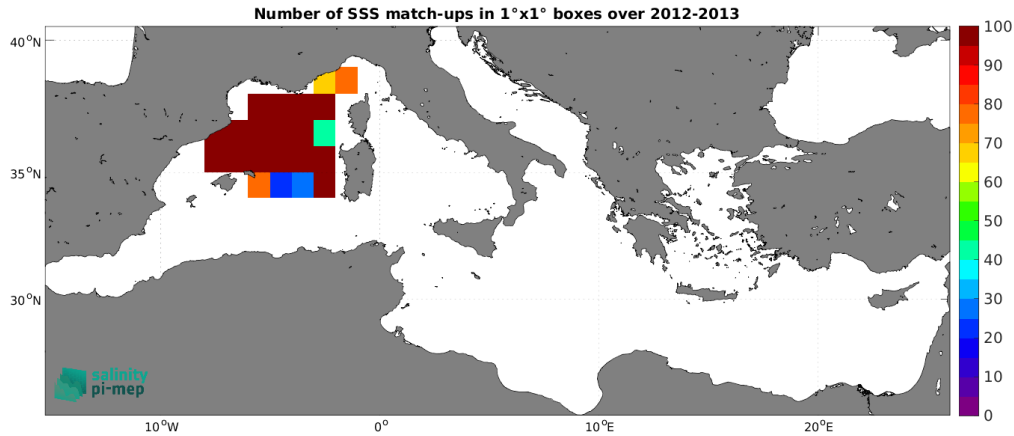 Number of SSS match-ups in 1°x1° boxes over 2012-2013
40°N
35°N
30°N
10°W
0°
10°E
20°E
100
90
80
70
60
50
40
30
20
10
0
salinity
pi-mep